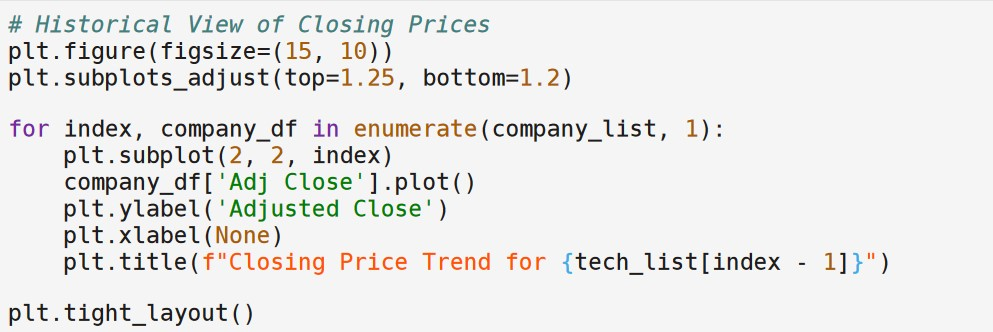 # Historical View of Closing Prices
plt.figure(figsize=(15, 10))
plt.subplots_adjust(top=1.25, bottom=1.2)

for index, company_df in enumerate(company_list, 1):
    plt.subplot(2, 2, index)
    company_df['Adj Close'].plot()
    plt.ylabel('Adjusted Close')
    plt.xlabel(None)
    plt.title(f"Closing Price Trend for {tech_list[index - 1]}")

plt.tight_layout()